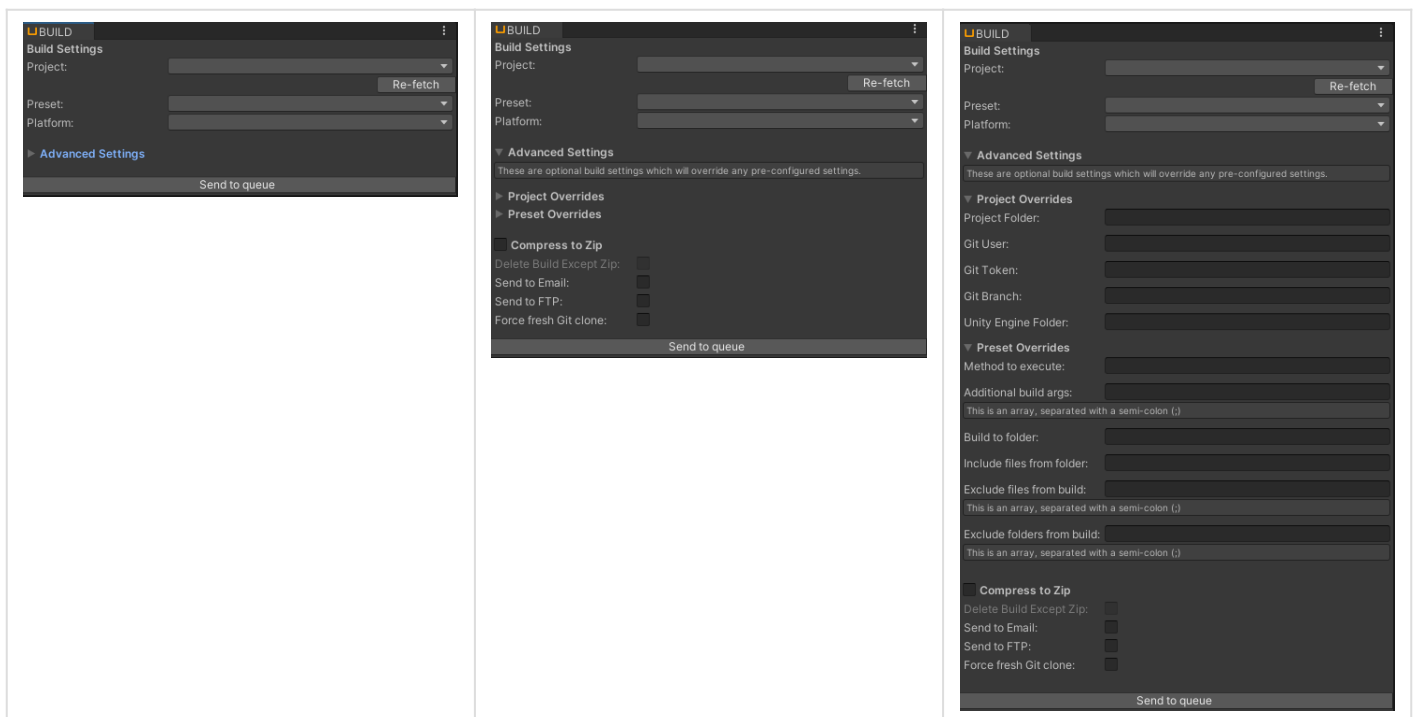 BUILD
Build Settings
Project:
Re-fetch
Preset:
Platform:
Advanced Settings
Send to queue
BUILD
Build Settings
Project:
Re-fetch
Preset:
Platform:
Advanced Settings
These are optional build settings which will override any pre-configured settings.
Project Overrides
Preset Overrides
Compress to Zip
Delete Build Except Zip:
Send to Email:
Send to FTP:
Force fresh Git clone:
Send to queue
BUILD
Build Settings
Project:
Re-fetch
Preset:
Platform:
Advanced Settings
These are optional build settings which will override any pre-configured settings.
Project Overrides
Project Folder:
Git User:
Git Token:
Git Branch:
Unity Engine Folder:
Preset Overrides
Method to execute:
Additional build args:
This is an array, separated with a semi-colon (;)
Build to folder:
Include files from folder:
Exclude files from build:
This is an array, separated with a semi-colon (;)
Exclude folders from build:
This is an array, separated with a semi-colon (;)
Compress to Zip
Delete Build Except Zip:
Send to Email:
Send to FTP:
Force fresh Git clone:
Send to queue